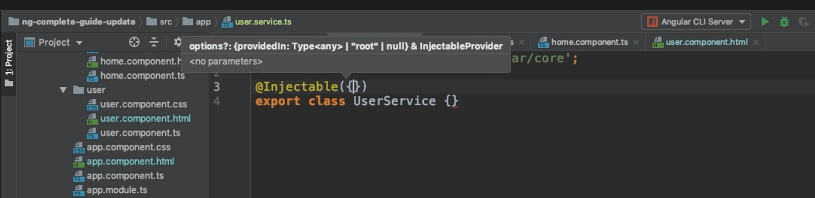 ng-complete-guide-update > src > app > user.service.ts
Angular CLI Server
1: Project
Project
options?: {providedIn: Type<any> | "root" | null} & InjectableProvider
<no parameters>
home.component.ts
user.component.html
home.component.h
home.component.ts
user
user.component.css
user.component.html
user.component.ts
app.component.css
app.component.html
app.module.ts
2
ar/core';
3 @Injectable({})
4 export class UserService {}